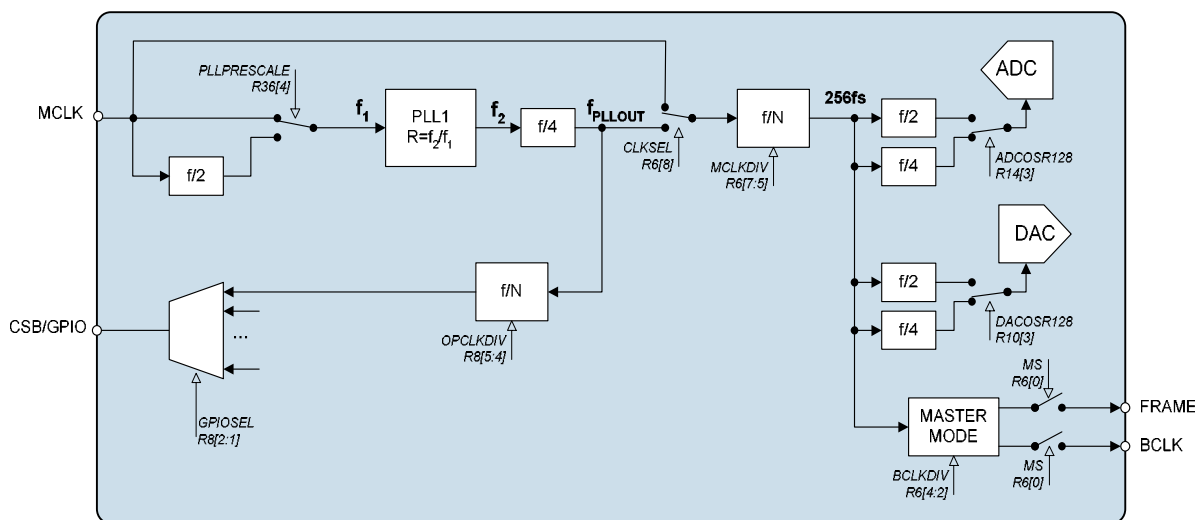 PLLPRESCALE
R36[4]
MCLK
f/2
f1
PLL1
R=f2/f1
f2
f/4
fPLLOUT
CLKSEL
R6[8]
f/N
MCLKDIV
R6[7:5]
256fs
f/2
f/4
ADC
ADCOSR128
R14[3]
DAC
f/2
f/4
DACOSR128
R10[3]
CSB/GPIO
...
GPIOSEL
R8[2:1]
f/N
OPCLKDIV
R8[5:4]
MASTER
MODE
BCLKDIV
R6[4:2]
MS
R6[0]
FRAME
BCLK
MS
R6[0]